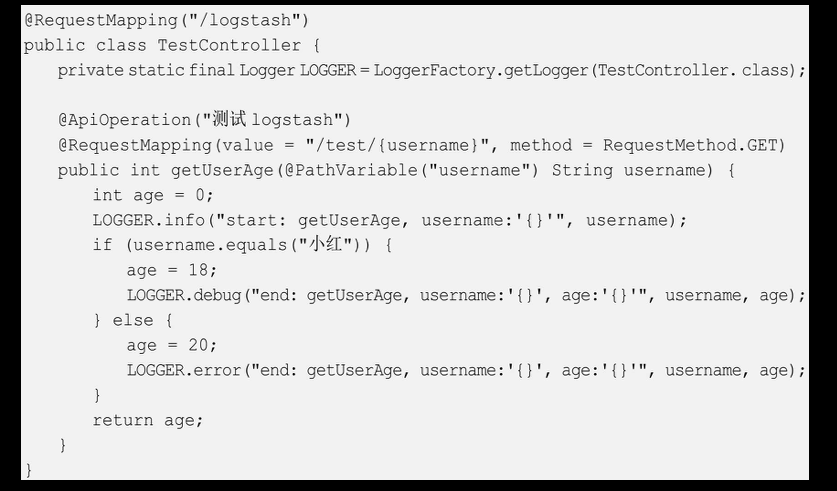 @RequestMapping("/logstash")
public class TestController {
private static final Logger LOGGER = LoggerFactory.getLogger(TestController. class);
@ApiOperation("测试 logstash")
@RequestMapping(value = "/test/{username}", method = RequestMethod.GET)
public int getUserAge(@PathVariable("username") String username) {
int age = 0;
LOGGER.info("start: getUserAge, username:'{}'", username);
if (username.equals("小红")) {
age = 18;
LOGGER.debug("end: getUserAge, username:'{}', age:'{}'", username, age);
} else {
age = 20;
LOGGER.error("end: getUserAge, username:'{}', age:'{}'", username, age);
}
return age;
}
}